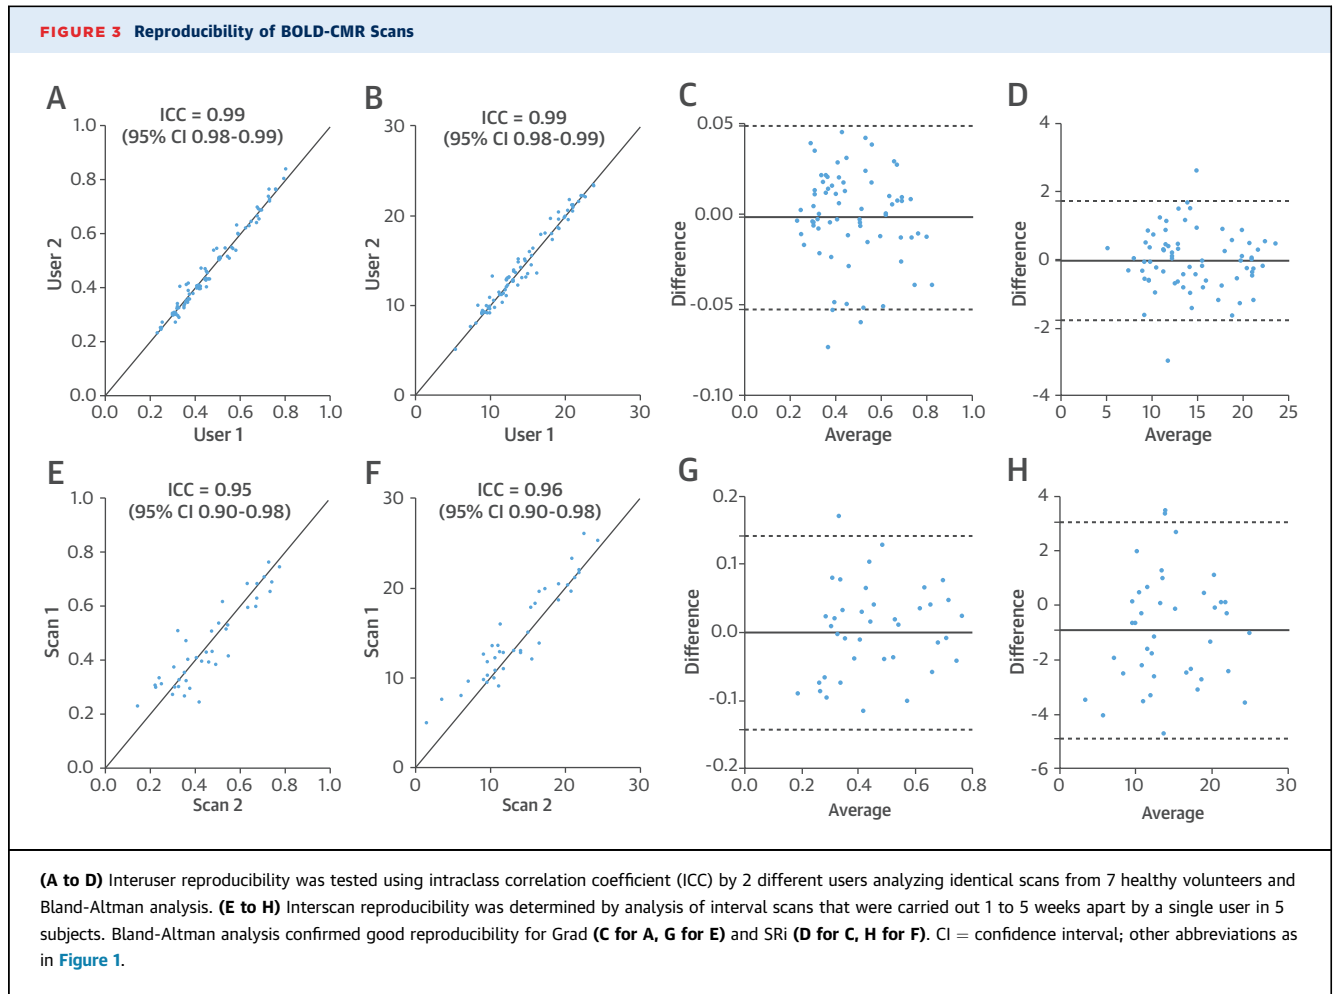 FIGURE 3 Reproducibility of BOLD-CMR Scans
A
ICC = 0.99
(95% CI 0.98-0.99)
1.0
0.8
0.6
0.4
0.2
0.0
User 2
0.0 0.2 0.4 0.6 0.8 1.0
User 1
B
ICC = 0.99
(95% CI 0.98-0.99)
30
20
10
0
User 2
0 10 20 30
User 1
C
0.05
0.00
-0.05
-0.10
Difference
0.0 0.2 0.4 0.6 0.8 1.0
Average
D
4
2
0
-2
-4
Difference
0 5 10 15 20 25
Average
E
ICC = 0.95
(95% CI 0.90-0.98)
1.0
0.8
0.6
0.4
0.2
0.0
Scan 1
0.0 0.2 0.4 0.6 0.8 1.0
Scan 2
F
ICC = 0.96
(95% CI 0.90-0.98)
30
20
10
0
Scan 1
0 10 20 30
Scan 2
G
0.2
0.1
0.0
-0.1
-0.2
Difference
0.0 0.2 0.4 0.6 0.8
Average
H
4
2
0
-2
-4
-6
Difference
0 10 20 30
Average
(A to D) Interuser reproducibility was tested using intraclass correlation coefficient (ICC) by 2 different users analyzing identical scans from 7 healthy volunteers and
Bland-Altman analysis. (E to H) Interscan reproducibility was determined by analysis of interval scans that were carried out 1 to 5 weeks apart by a single user in 5
subjects. Bland-Altman analysis confirmed good reproducibility for Grad (C for A, G for E) and SRi (D for C, H for F). CI = confidence interval; other abbreviations as
in Figure 1.